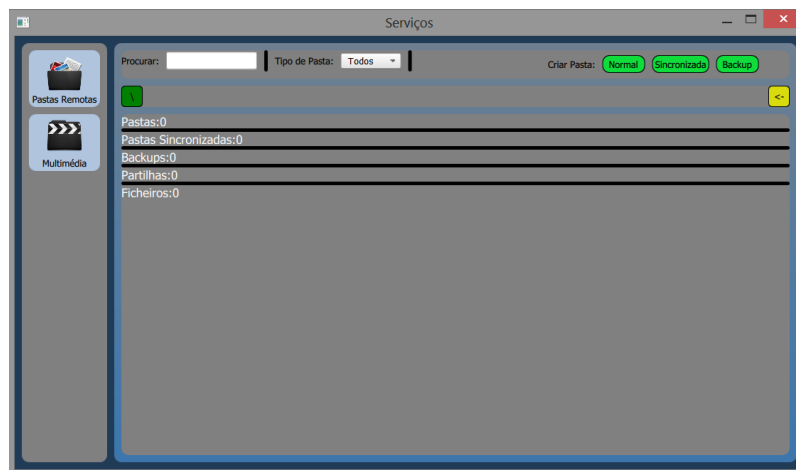 Serviços
Procurar:
Tipo de Pasta: Todos
Criar Pasta: Normal Sincronizada Backup
Pastas Remotas
Multimédia
\
<-
Pastas:0
Pastas Sincronizadas:0
Backups:0
Partilhas:0
Ficheiros:0